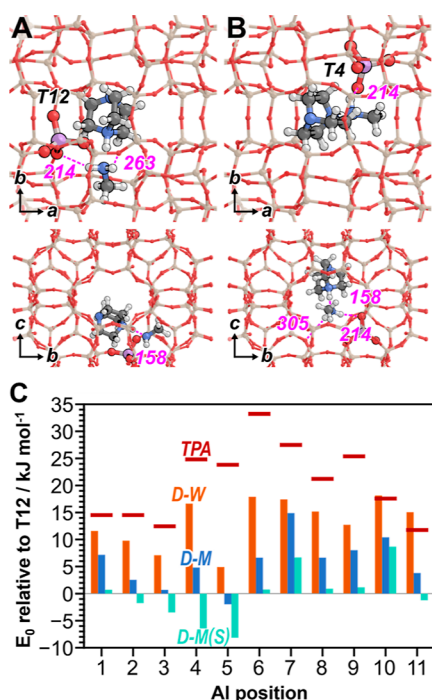 A
T12
214
263
b
a
c
b
158
B
T4
214
b
a
c
b
158
305
214
C
E₀ relative to T12 / kJ mol⁻¹
35
30
25
20
15
10
5
0
−5
−10
TPA
D-W
D-M
D-M(S)
1 2 3 4 5 6 7 8 9 10 11
Al position